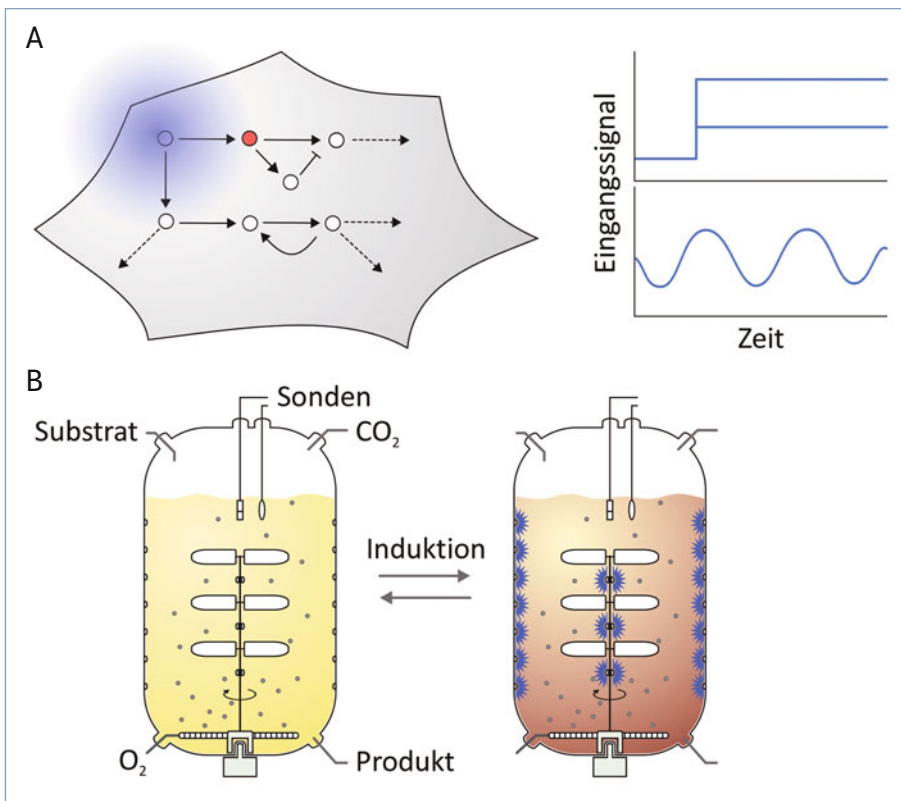 A
Eingangssignal
Zeit
B
Sonden
Substrat
CO₂
Induktion
O₂
Produkt